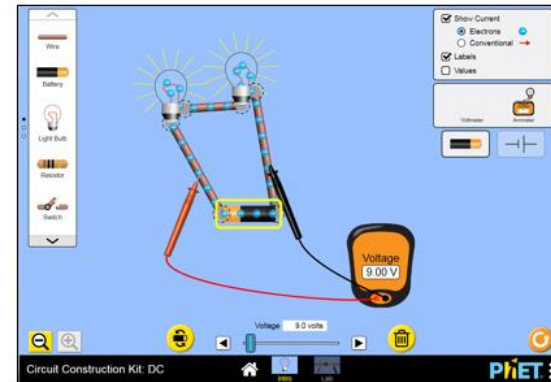 Wire
Battery
Light Bulb
Resistor
Switch
Show Current
Electrons
Conventional
Labels
Values
Voltmeter
Ammeter
Voltage
9.00 V
Voltage 9.0 volts
Circuit Construction Kit: DC
Intro
Lab
PhET